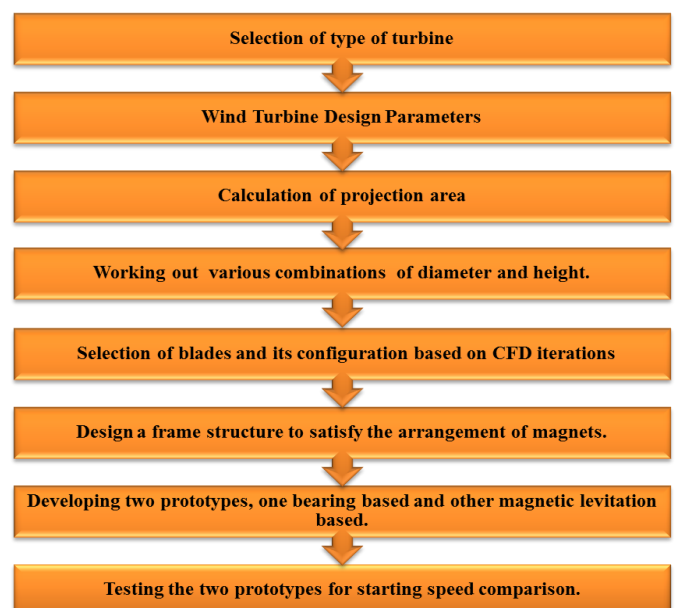 Selection of type of turbine
Wind Turbine Design Parameters
Calculation of projection area
Working out various combinations of diameter and height.
Selection of blades and its configuration based on CFD iterations
Design a frame structure to satisfy the arrangement of magnets.
Developing two prototypes, one bearing based and other magnetic levitation
based.
Testing the two prototypes for starting speed comparison.